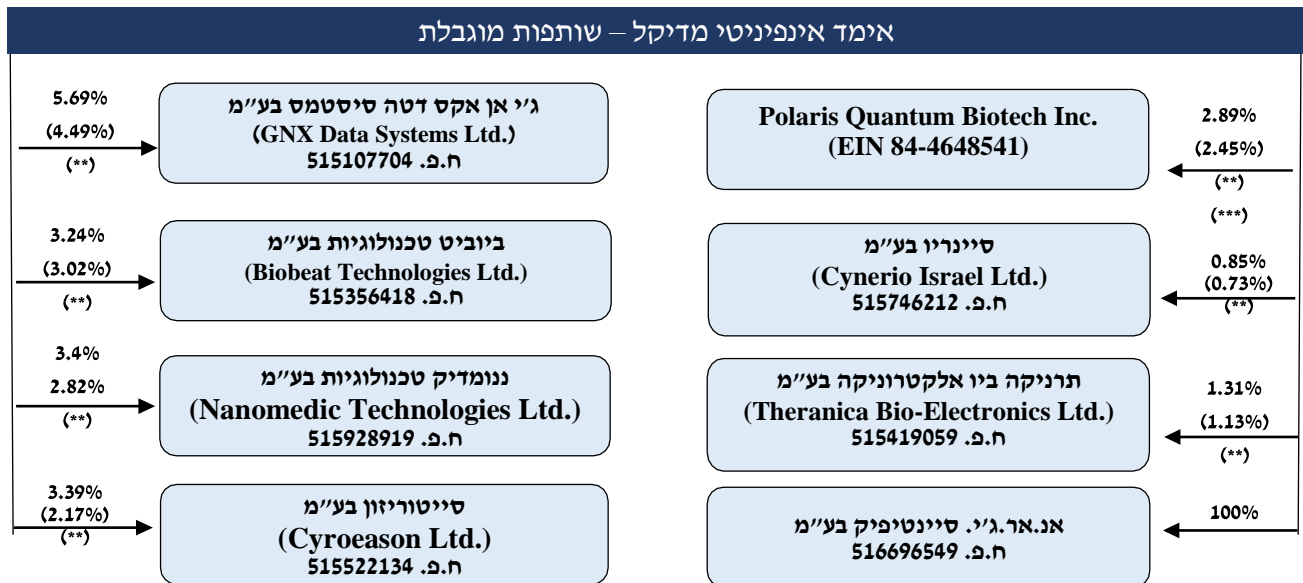 אימד אינפיניטי מדיקל – שותפות מוגבלת
5.69%
(4.49%)
(**)
ג׳י אן אקס דטה סיסטמס בע״מ
(GNX Data Systems Ltd.)
ח.פ. 515107704
Polaris Quantum Biotech Inc.
(EIN 84-4648541)
2.89%
(2.45%)
(**)
(***)
3.24%
(3.02%)
(**)
ביוביט טכנולוגיות בע״מ
(Biobeat Technologies Ltd.)
ח.פ. 515356418
סיינריו בע״מ
(Cynerio Israel Ltd.)
ח.פ. 515746212
0.85%
(0.73%)
(**)
3.4%
2.82%
(**)
ננומדיק טכנולוגיות בע״מ
(Nanomedic Technologies Ltd.)
ח.פ. 515928919
תרניקה ביו אלקטרוניקה בע״מ
(Theranica Bio-Electronics Ltd.)
ח.פ. 515419059
1.31%
(1.13%)
(**)
3.39%
(2.17%)
(**)
סייטוריזון בע״מ
(Cyroeason Ltd.)
ח.פ. 515522134
אנ.אר.ג׳י. סיינטיפיק בע״מ
ח.פ. 516696549
100%